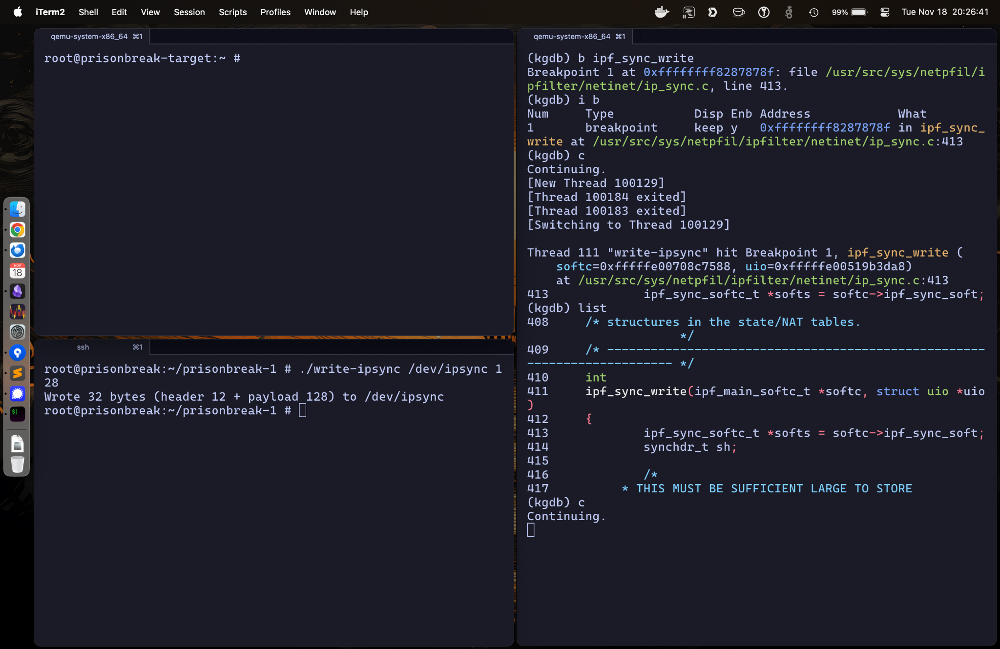 iTerm2 Shell Edit View Session Scripts Profiles Window Help 99% Tue Nov 18 20:26:41
qemu-system-x86_64 ⌘1
root@prisonbreak-target:~ #
ssh ⌘1
root@prisonbreak:~/prisonbreak-1 # ./write-ipsync /dev/ipsync 1
28
Wrote 32 bytes (header 12 + payload 128) to /dev/ipsync
root@prisonbreak:~/prisonbreak-1 #
qemu-system-x86_64 ⌘1
(kgdb) b ipf_sync_write
Breakpoint 1 at 0xffffffff8287878f: file /usr/src/sys/netpfil/i
pfilter/netinet/ip_sync.c, line 413.
(kgdb) i b
Num     Type           Disp Enb Address            What
1       breakpoint     keep y   0xffffffff8287878f in ipf_sync_
write at /usr/src/sys/netpfil/ipfilter/netinet/ip_sync.c:413
(kgdb) c
Continuing.
[New Thread 100129]
[Thread 100184 exited]
[Thread 100183 exited]
[Switching to Thread 100129]
Thread 111 "write-ipsync" hit Breakpoint 1, ipf_sync_write (
    softc=0xfffffe00708c7588, uio=0xfffffe00519b3da8)
    at /usr/src/sys/netpfil/ipfilter/netinet/ip_sync.c:413
413             ipf_sync_softc_t *softs = softc->ipf_sync_soft;
(kgdb) list
408     /* structures in the state/NAT tables.
                     */
409     /* ----------------------------------------------------
-------------------- */
410     int
411     ipf_sync_write(ipf_main_softc_t *softc, struct uio *uio
)
412     {
413             ipf_sync_softc_t *softs = softc->ipf_sync_soft;
414             synchdr_t sh;
415
416             /*
417          * THIS MUST BE SUFFICIENT LARGE TO STORE
(kgdb) c
Continuing.
NOV
18
$